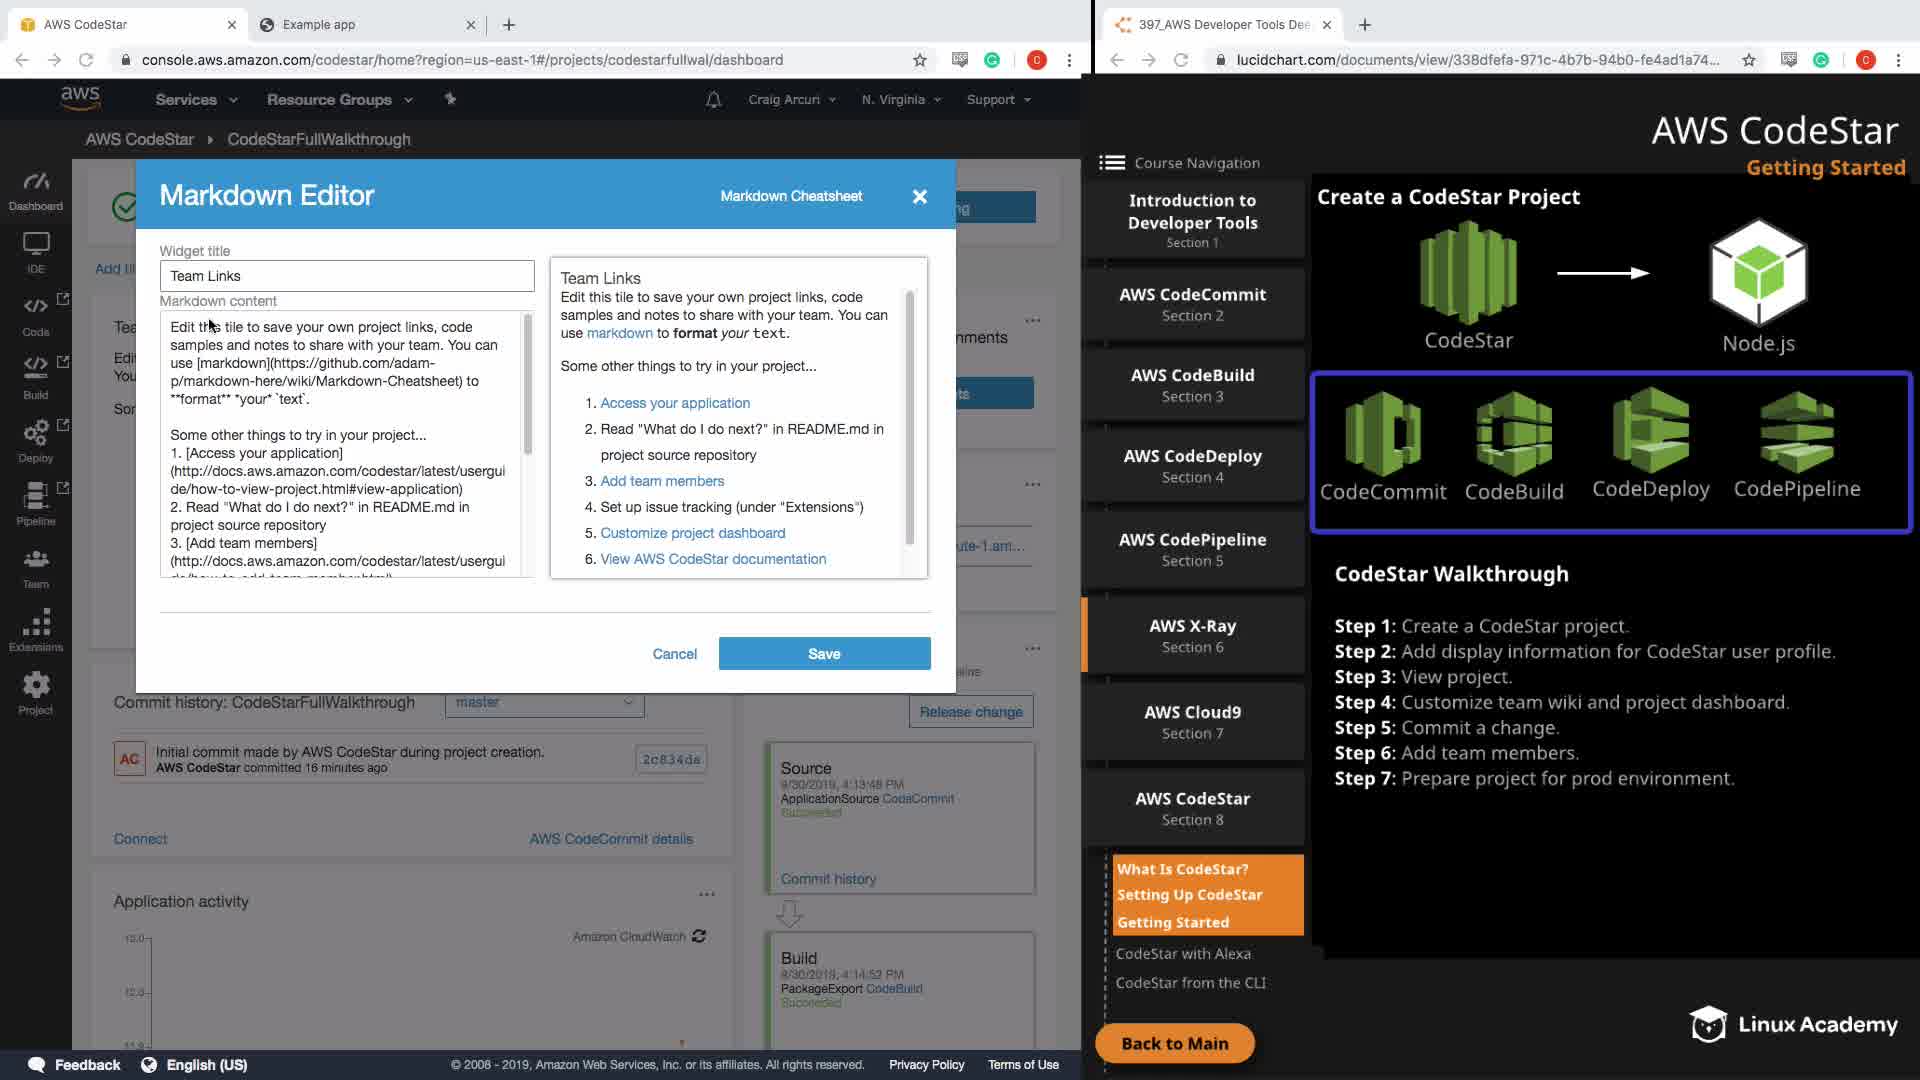 AWS CodeStar
Example app
console.aws.amazon.com/codestar/home?region=us-east-1#/projects/codestarfullwal/dashboard
aws
Services
Resource Groups
Craig Arcuri
N. Virginia
Support
AWS CodeStar
CodeStarFullWalkthrough
Dashboard
IDE
Code
Build
Deploy
Pipeline
Team
Extensions
Project
Markdown Editor
Markdown Cheatsheet
Widget title
Team Links
Markdown content
Edit this tile to save your own project links, code
samples and notes to share with your team. You can
use [markdown](https://github.com/adam-
p/markdown-here/wiki/Markdown-Cheatsheet) to
**format** *your* `text`.
Some other things to try in your project...
1. [Access your application]
(http://docs.aws.amazon.com/codestar/latest/usergui
de/how-to-view-project.html#view-application)
2. Read "What do I do next?" in README.md in
project source repository
3. [Add team members]
(http://docs.aws.amazon.com/codestar/latest/usergui
de/how-to-add-team-member.html)
Team Links
Edit this tile to save your own project links, code
samples and notes to share with your team. You can
use markdown to format your text.
Some other things to try in your project...
1. Access your application
2. Read "What do I do next?" in README.md in
project source repository
3. Add team members
4. Set up issue tracking (under "Extensions")
5. Customize project dashboard
6. View AWS CodeStar documentation
Cancel
Save
Commit history: CodeStarFullWalkthrough
master
Release change
AC
Initial commit made by AWS CodeStar during project creation.
AWS CodeStar committed 16 minutes ago
2c834da
Connect
AWS CodeCommit details
Source
9/30/2019, 4:13:48 PM
ApplicationSource CodeCommit
Succeeded
Commit history
Application activity
Amazon CloudWatch
Build
9/30/2019, 4:14:52 PM
PackageExport CodeBuild
Succeeded
Feedback
English (US)
© 2008 - 2019, Amazon Web Services, Inc. or its affiliates. All rights reserved.
Privacy Policy
Terms of Use
397_AWS Developer Tools Dee
lucidchart.com/documents/view/338dfefa-971c-4b7b-94b0-fe4ad1a74...
AWS CodeStar
Getting Started
Course Navigation
Introduction to
Developer Tools
Section 1
AWS CodeCommit
Section 2
AWS CodeBuild
Section 3
AWS CodeDeploy
Section 4
AWS CodePipeline
Section 5
AWS X-Ray
Section 6
AWS Cloud9
Section 7
AWS CodeStar
Section 8
What Is CodeStar?
Setting Up CodeStar
Getting Started
CodeStar with Alexa
CodeStar from the CLI
Back to Main
Create a CodeStar Project
CodeStar
Node.js
CodeCommit
CodeBuild
CodeDeploy
CodePipeline
CodeStar Walkthrough
Step 1: Create a CodeStar project.
Step 2: Add display information for CodeStar user profile.
Step 3: View project.
Step 4: Customize team wiki and project dashboard.
Step 5: Commit a change.
Step 6: Add team members.
Step 7: Prepare project for prod environment.
Linux Academy